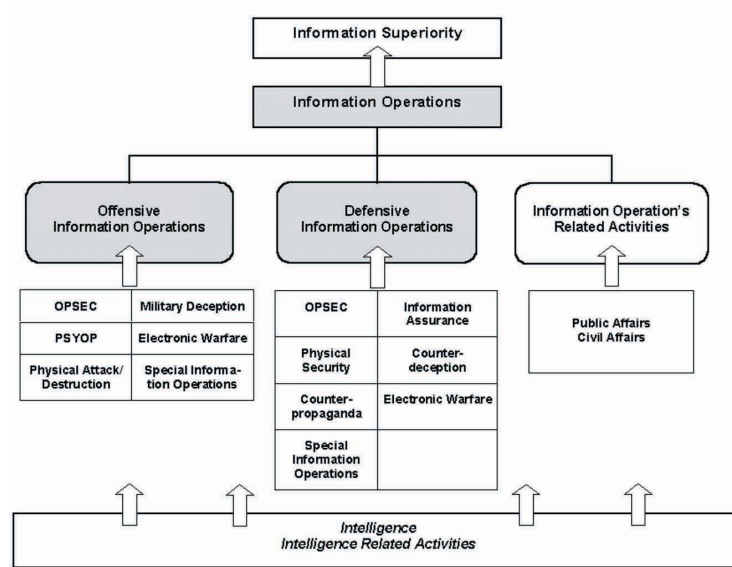 Information Superiority
Information Operations
Offensive
Information Operations
Defensive
Information Operations
Information Operation's
Related Activities
OPSEC
Military Deception
PSYOP
Electronic Warfare
Physical Attack/
Destruction
Special Informa-
tion Operations
OPSEC
Information
Assurance
Physical
Security
Counter-
deception
Counter-
propaganda
Electronic Warfare
Special
Information
Operations
Public Affairs
Civil Affairs
Intelligence
Intelligence Related Activities